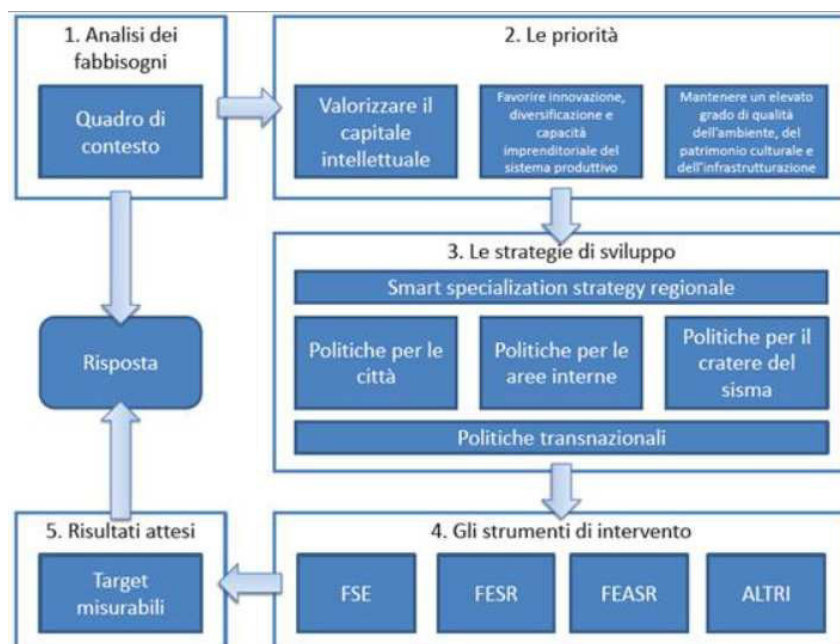 1. Analisi dei
fabbisogni
Quadro di
contesto
2. Le priorità
Valorizzare il
capitale
intellettuale
Favorire innovazione,
diversificazione e
capacità
imprenditoriale del
sistema produttivo
Mantenere un elevato
grado di qualità
dell'ambiente, del
patrimonio culturale e
dell'infrastrutturazione
3. Le strategie di sviluppo
Smart specialization strategy regionale
Politiche per le
città
Politiche per le
aree interne
Politiche per il
cratere del
sisma
Politiche transnazionali
Risposta
4. Gli strumenti di intervento
FSE
FESR
FEASR
ALTRI
5. Risultati attesi
Target
misurabili